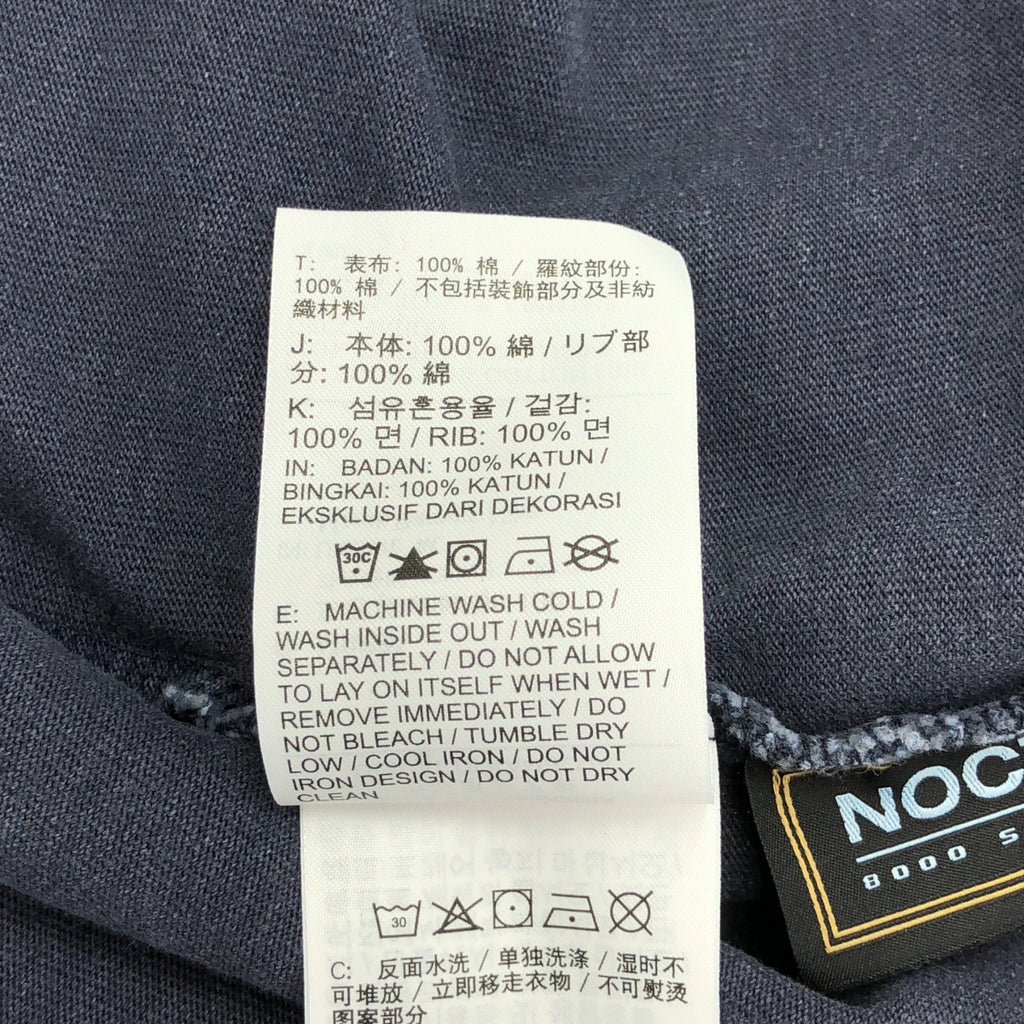 T: 表布: 100% 棉 / 羅紋部份:
100% 棉 / 不包括裝飾部分及非紡
織材料
J: 本体: 100% 綿 / リブ部
分: 100% 綿
K: 섬유혼용율 / 겉감:
100% 면 / RIB: 100% 면
IN: BADAN: 100% KATUN /
BINGKAI: 100% KATUN /
EKSKLUSIF DARI DEKORASI
30C
E: MACHINE WASH COLD /
WASH INSIDE OUT / WASH
SEPARATELY / DO NOT ALLOW
TO LAY ON ITSELF WHEN WET /
REMOVE IMMEDIATELY / DO
NOT BLEACH / TUMBLE DRY
LOW / COOL IRON / DO NOT
IRON DESIGN / DO NOT DRY
CLEAN
30
C: 反面水洗 / 单独洗涤 / 湿时不
可堆放 / 立即移走衣物 / 不可熨烫
图案部分
NOC
8000 S